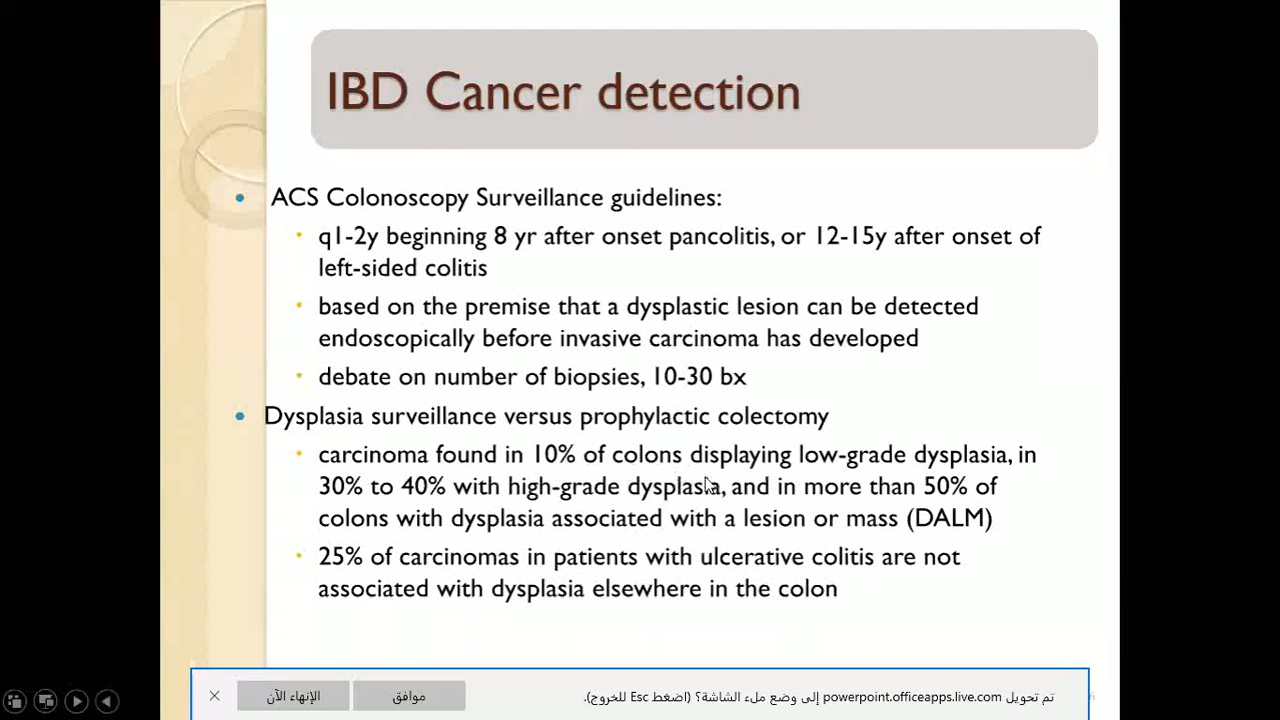 IBD Cancer detection
ACS Colonoscopy Surveillance guidelines:
q1-2y beginning 8 yr after onset pancolitis, or 12-15y after onset of
left-sided colitis
based on the premise that a dysplastic lesion can be detected
endoscopically before invasive carcinoma has developed
debate on number of biopsies, 10-30 bx
Dysplasia surveillance versus prophylactic colectomy
carcinoma found in 10% of colons displaying low-grade dysplasia, in
30% to 40% with high-grade dysplasia, and in more than 50% of
colons with dysplasia associated with a lesion or mass (DALM)
25% of carcinomas in patients with ulcerative colitis are not
associated with dysplasia elsewhere in the colon
تم تحويل powerpoint.officeapps.live.com إلى وضع ملء الشاشة؟ (اضغط Esc للخروج).
موافق
الإنهاء الآن